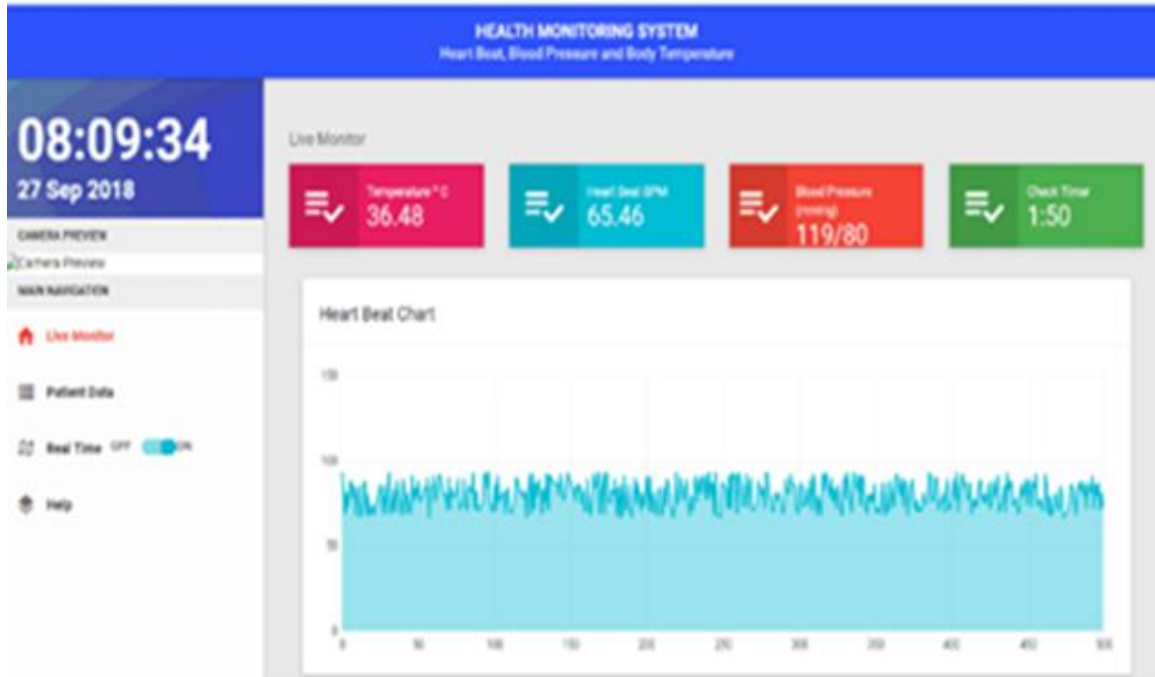 HEALTH MONITORING SYSTEM
Heart Beat, Blood Pressure and Body Temperature
08:09:34
27 Sep 2018
CAMERA PREVIEW
Camera Preview
MAIN NAVIGATION
Live Monitor
Patient Data
Real Time OFF ON
Help
Live Monitor
Temperature ° C
36.48
Heart Beat BPM
65.46
Blood Pressure
(mmHg)
119/80
Check Timer
1:50
Heart Beat Chart
150
100
50
0
0 50 100 150 200 250 300 350 400 450 500